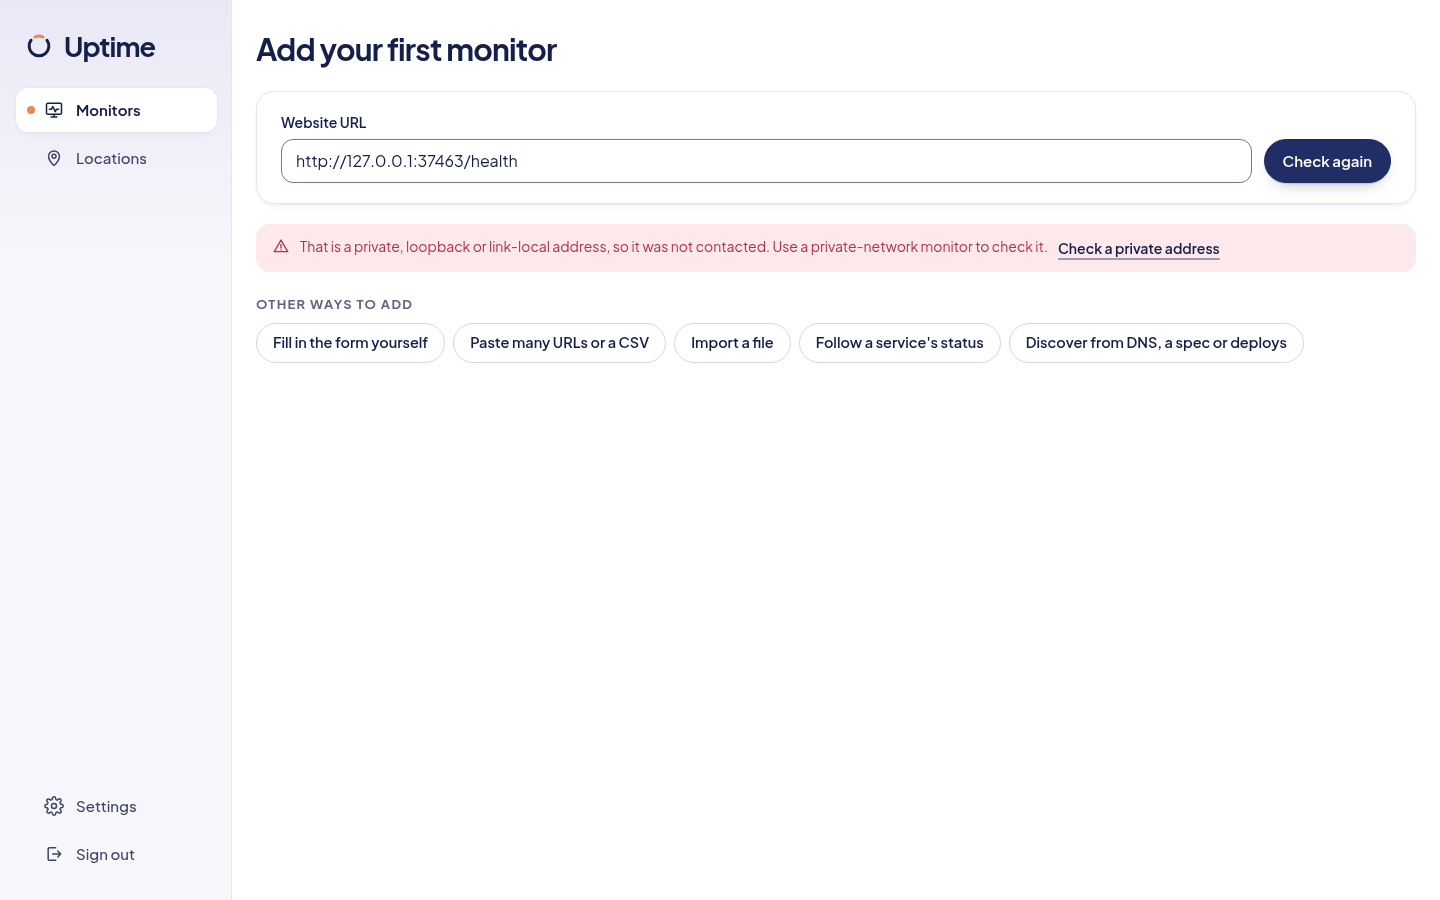 Uptime
Monitors
Locations
Settings
Sign out
Add your first monitor
Website URL
http://127.0.0.1:37463/health
Check again
That is a private, loopback or link-local address, so it was not contacted. Use a private-network monitor to check it. Check a private address
OTHER WAYS TO ADD
Fill in the form yourself
Paste many URLs or a CSV
Import a file
Follow a service's status
Discover from DNS, a spec or deploys